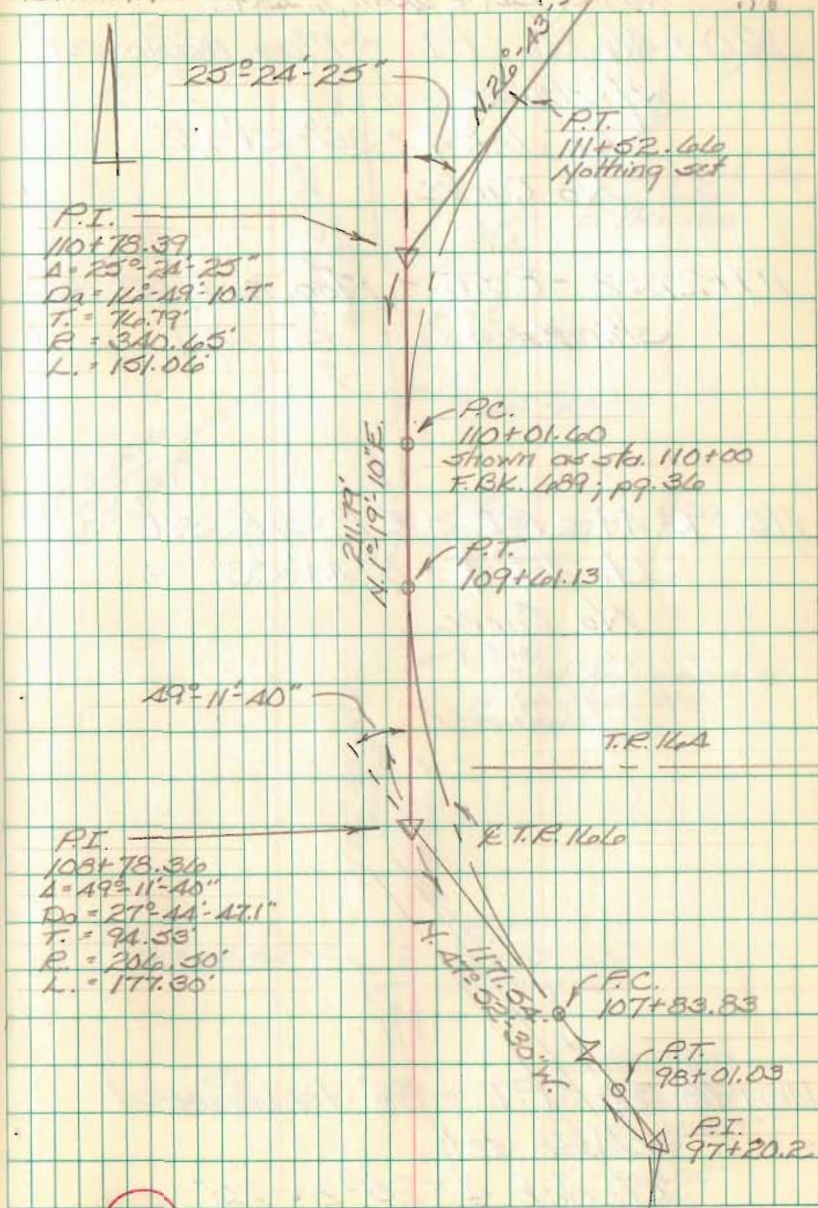 25°-24'-25"
N. 26°-43'
P.T.
111+52.66
Nothing set
P.I.
110+78.39
Δ = 25°-24'-25"
Da = 16°-49'-10.7"
T. = 76.79'
R. = 340.65'
L. = 151.06'
P.C.
110+01.60
shown as sta. 110+00
F.BK. 689; pg. 36
211.79'
N. 1°-19'-10" E.
P.T.
109+61.13
49°-11'-40"
T.R. 164
P.I.
108+78.36
Δ = 49°-11'-40"
Da = 27°-44'-47.1"
T. = 94.53'
R. = 206.50'
L. = 177.30'
℄ T.R. 166
1171.54'
N. 47°-52'-30" W.
P.C.
107+83.83
P.T.
98+01.03
P.I.
97+20.2